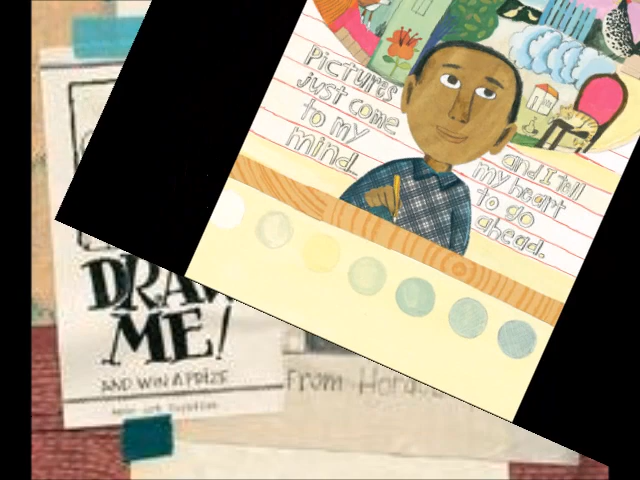 Pictures
just come
to my
mind...
and I tell
my heart
to go
ahead.
DRAW
ME!
AND WIN A PRIZE
From Horace